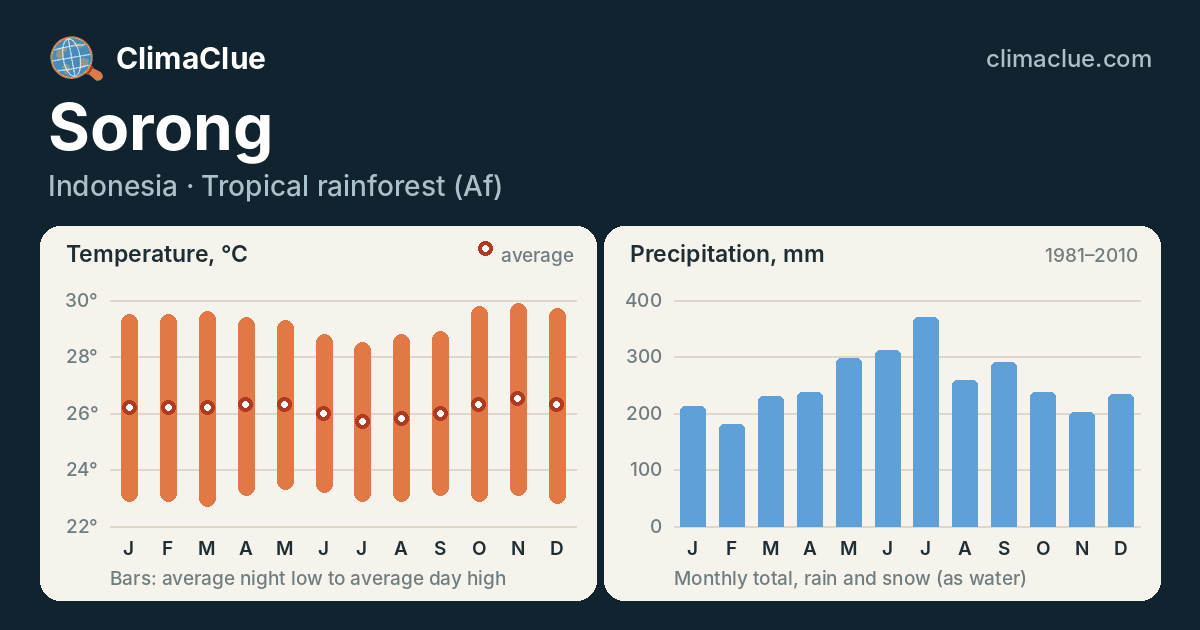 ClimaClue
climaclue.com
Sorong
Indonesia · Tropical rainforest (Af)
Temperature, °C
average
30°
28°
26°
24°
22°
J F M A M J J A S O N D
Bars: average night low to average day high
Precipitation, mm
1981–2010
400
300
200
100
0
J F M A M J J A S O N D
Monthly total, rain and snow (as water)